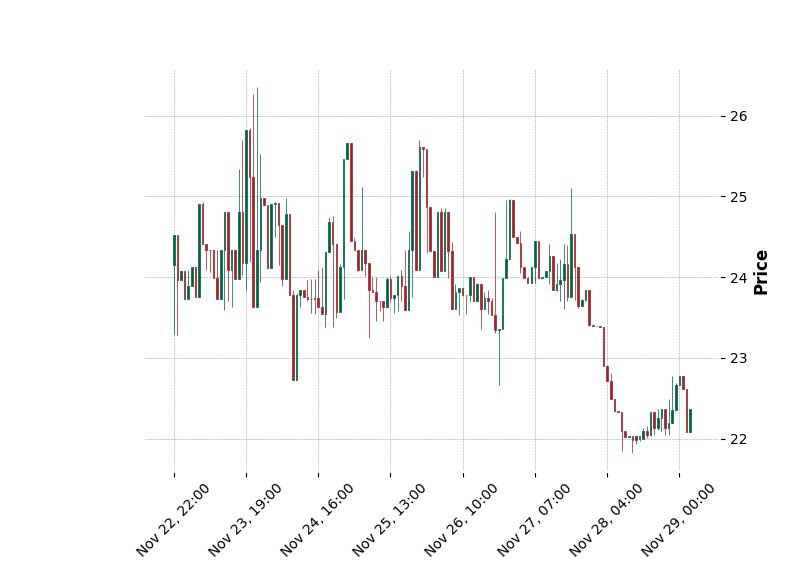 26
25
24
23
22
Price
Nov 22, 22:00
Nov 23, 19:00
Nov 24, 16:00
Nov 25, 13:00
Nov 26, 10:00
Nov 27, 07:00
Nov 28, 04:00
Nov 29, 00:00